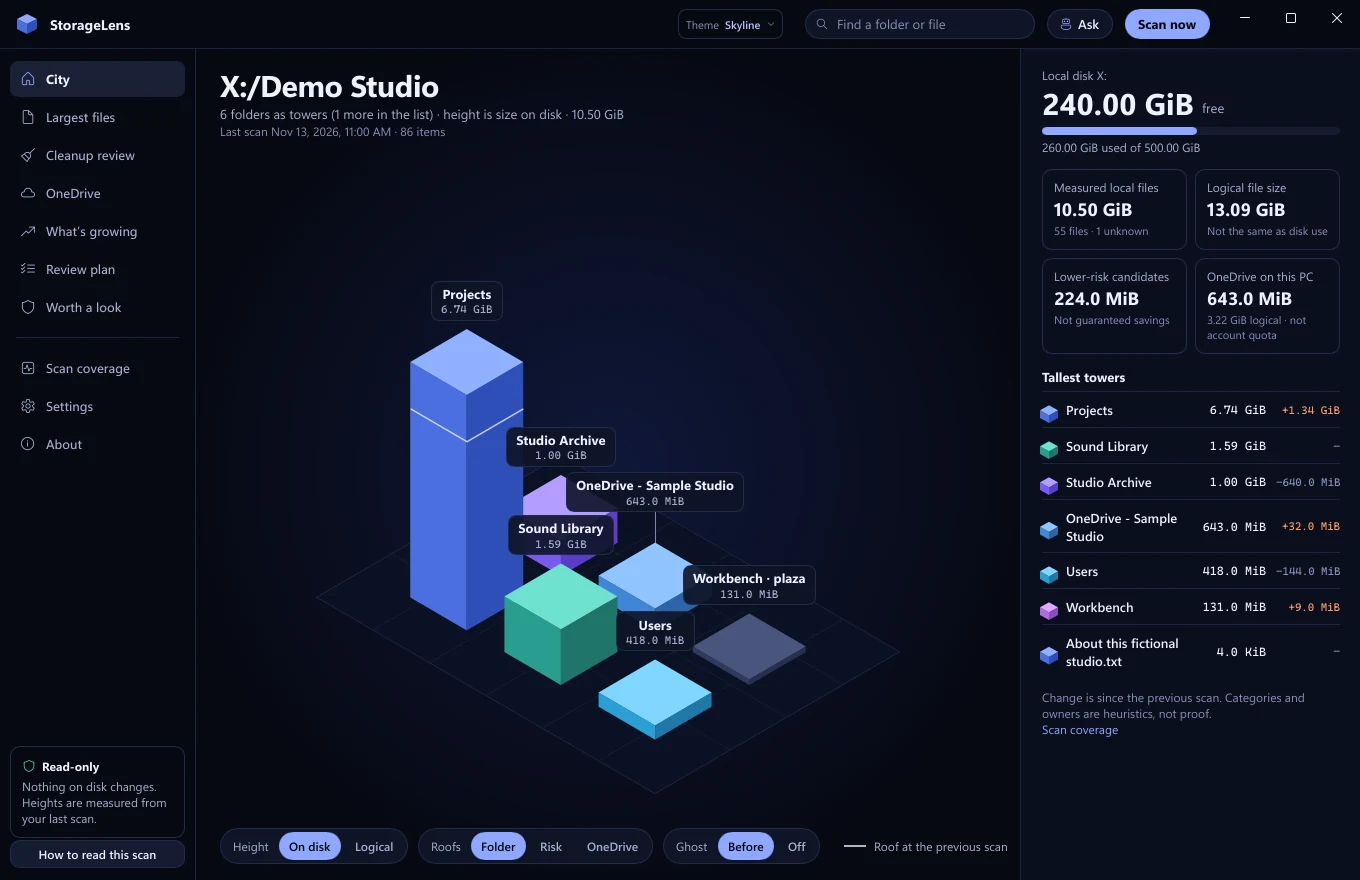 StorageLens
Theme Skyline
Find a folder or file
Ask
Scan now
City
Largest files
Cleanup review
OneDrive
What's growing
Review plan
Worth a look
Scan coverage
Settings
About
Read-only
Nothing on disk changes.
Heights are measured from
your last scan.
How to read this scan
X:/Demo Studio
6 folders as towers (1 more in the list) · height is size on disk · 10.50 GiB
Last scan Nov 13, 2026, 11:00 AM · 86 items
Projects
6.74 GiB
Studio Archive
1.00 GiB
OneDrive - Sample Studio
643.0 MiB
Sound Library
1.59 GiB
Workbench · plaza
131.0 MiB
Users
418.0 MiB
Height On disk Logical
Roofs Folder Risk OneDrive
Ghost Before Off
Roof at the previous scan
Local disk X:
240.00 GiB free
260.00 GiB used of 500.00 GiB
Measured local files
10.50 GiB
55 files · 1 unknown
Logical file size
13.09 GiB
Not the same as disk use
Lower-risk candidates
224.0 MiB
Not guaranteed savings
OneDrive on this PC
643.0 MiB
3.22 GiB logical · not
account quota
Tallest towers
Projects 6.74 GiB +1.34 GiB
Sound Library 1.59 GiB –
Studio Archive 1.00 GiB −640.0 MiB
OneDrive - Sample
Studio 643.0 MiB +32.0 MiB
Users 418.0 MiB −144.0 MiB
Workbench 131.0 MiB +9.0 MiB
About this fictional
studio.txt 4.0 KiB –
Change is since the previous scan. Categories and
owners are heuristics, not proof.
Scan coverage